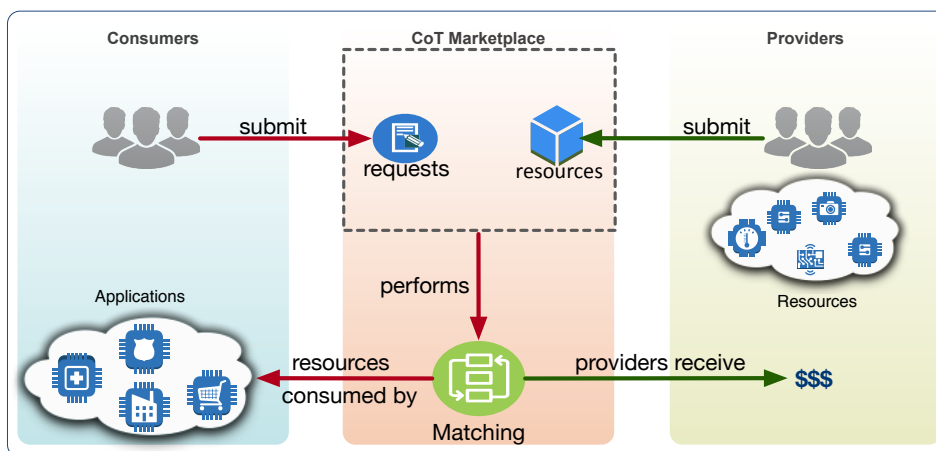 Consumers
CoT Marketplace
Providers
submit
submit
requests
resources
performs
Applications
Resources
resources
consumed by
providers receive
$$$
Matching